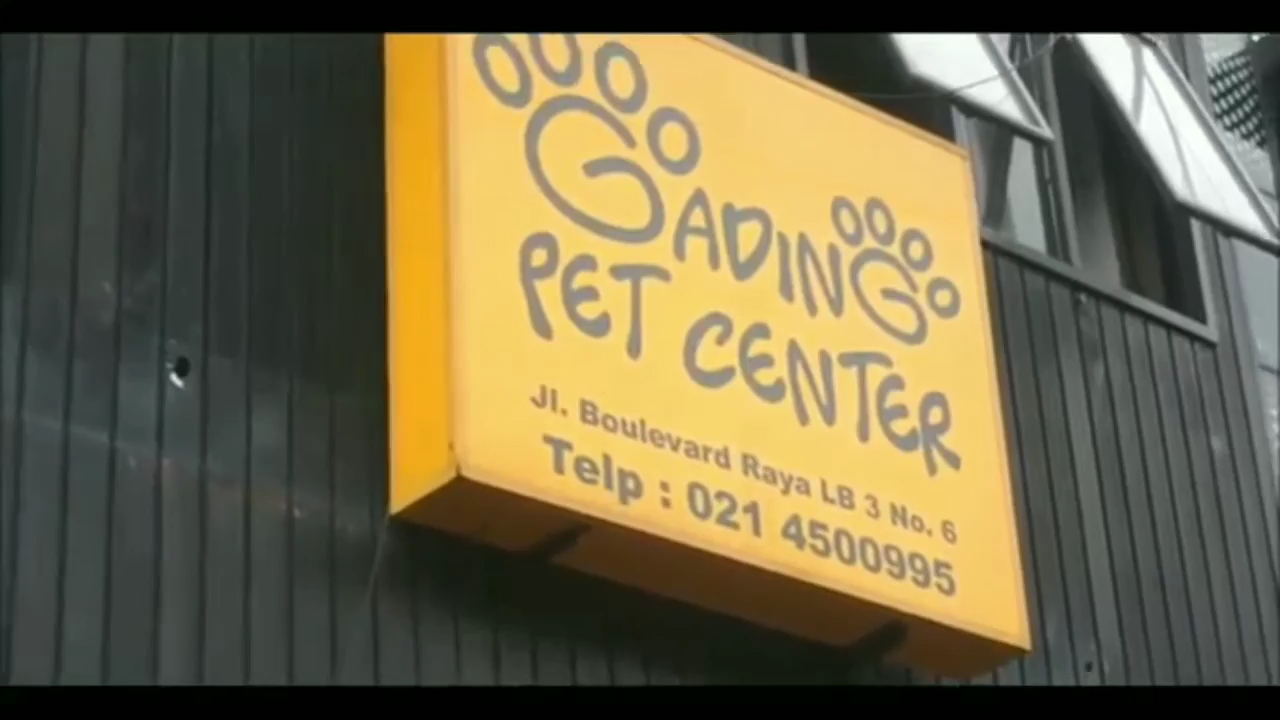 GADING
PET CENTER
Jl. Boulevard Raya LB 3 No. 6
Telp : 021 4500995